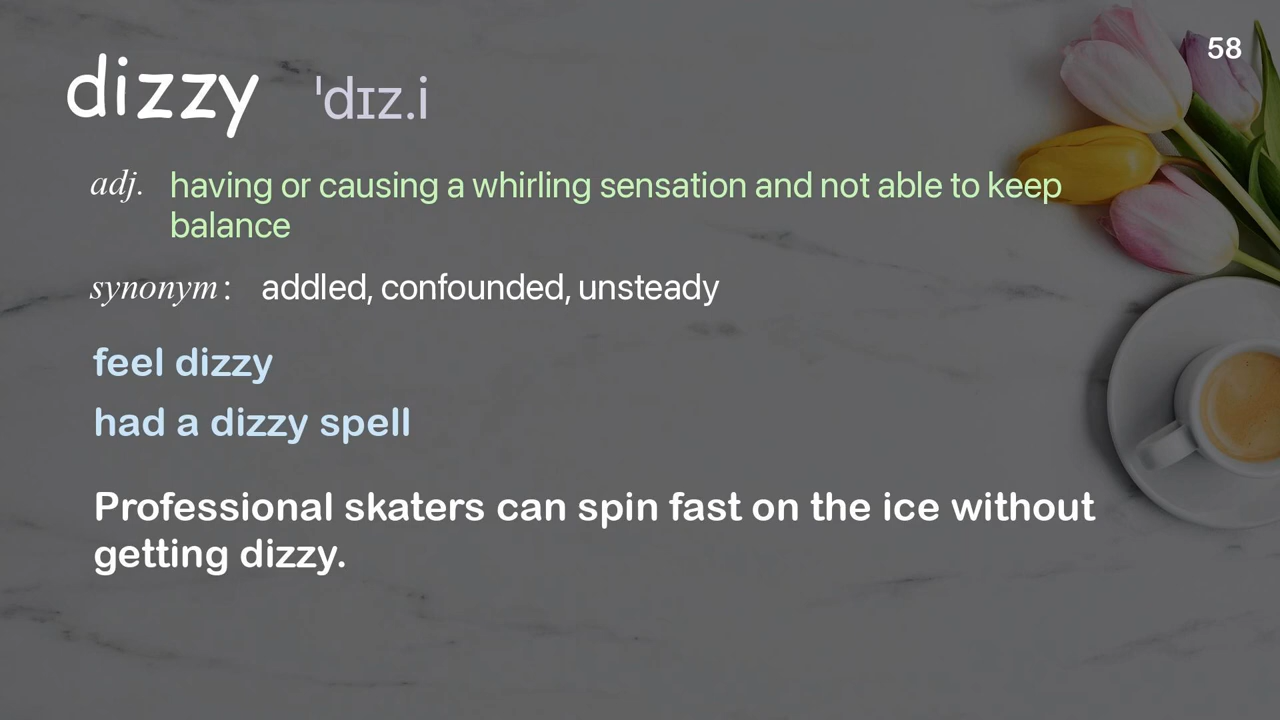 58
dizzy ˈdɪz.i
adj. having or causing a whirling sensation and not able to keep
balance
synonym: addled, confounded, unsteady
feel dizzy
had a dizzy spell
Professional skaters can spin fast on the ice without
getting dizzy.